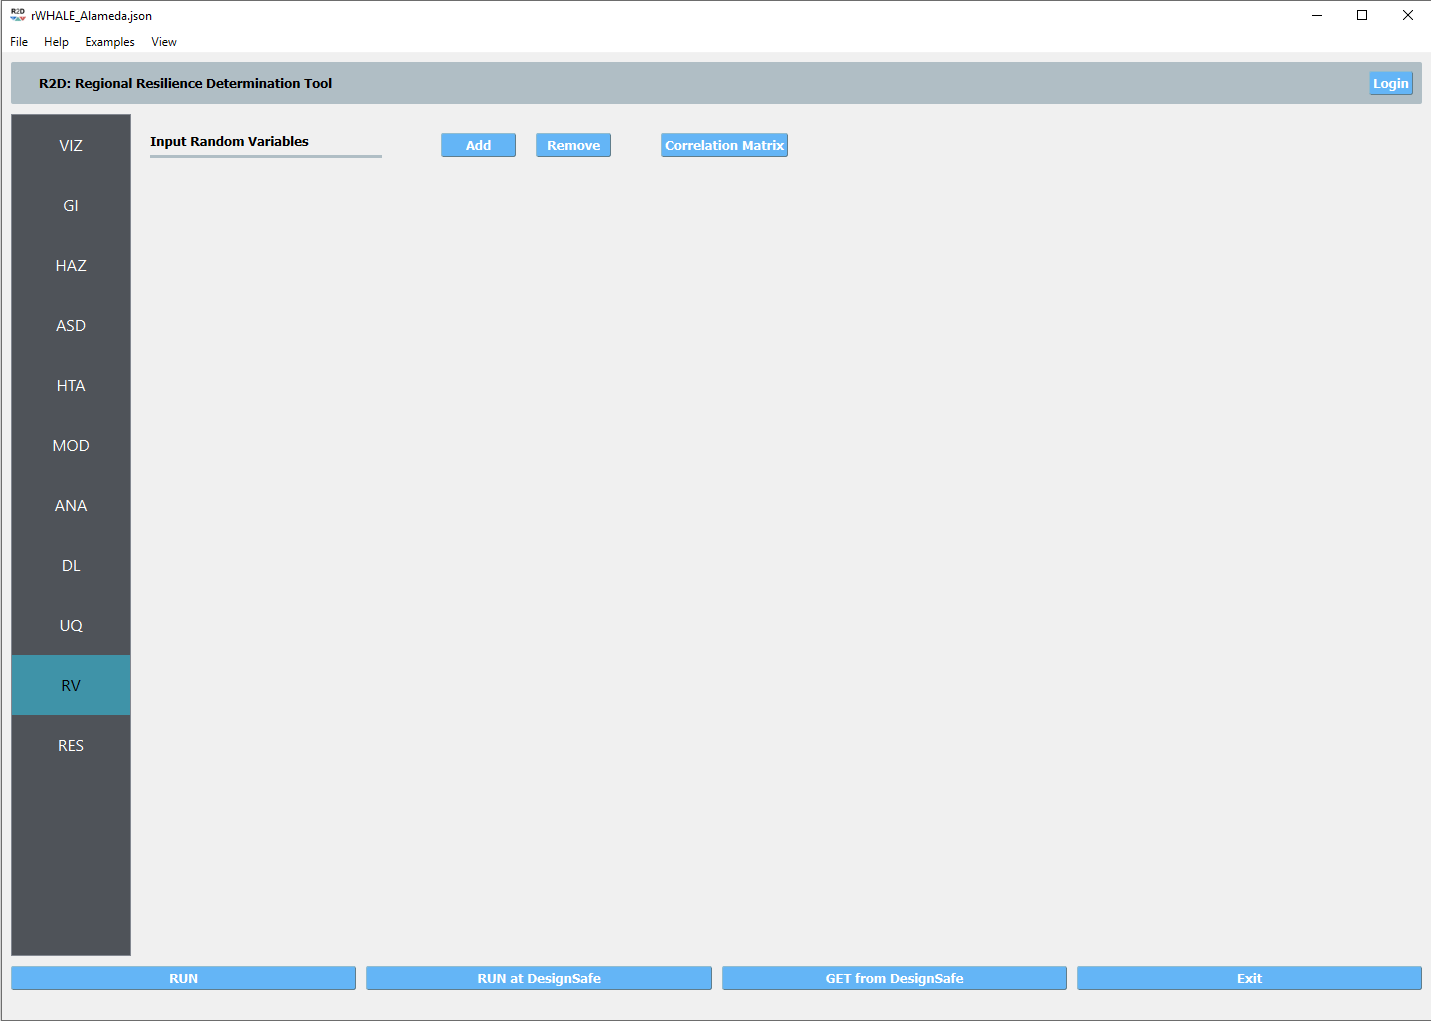 R2D rWHALE_Alameda.json
File Help Examples View
R2D: Regional Resilience Determination Tool
Login
VIZ
GI
HAZ
ASD
HTA
MOD
ANA
DL
UQ
RV
RES
Input Random Variables
Add Remove Correlation Matrix
RUN RUN at DesignSafe GET from DesignSafe Exit